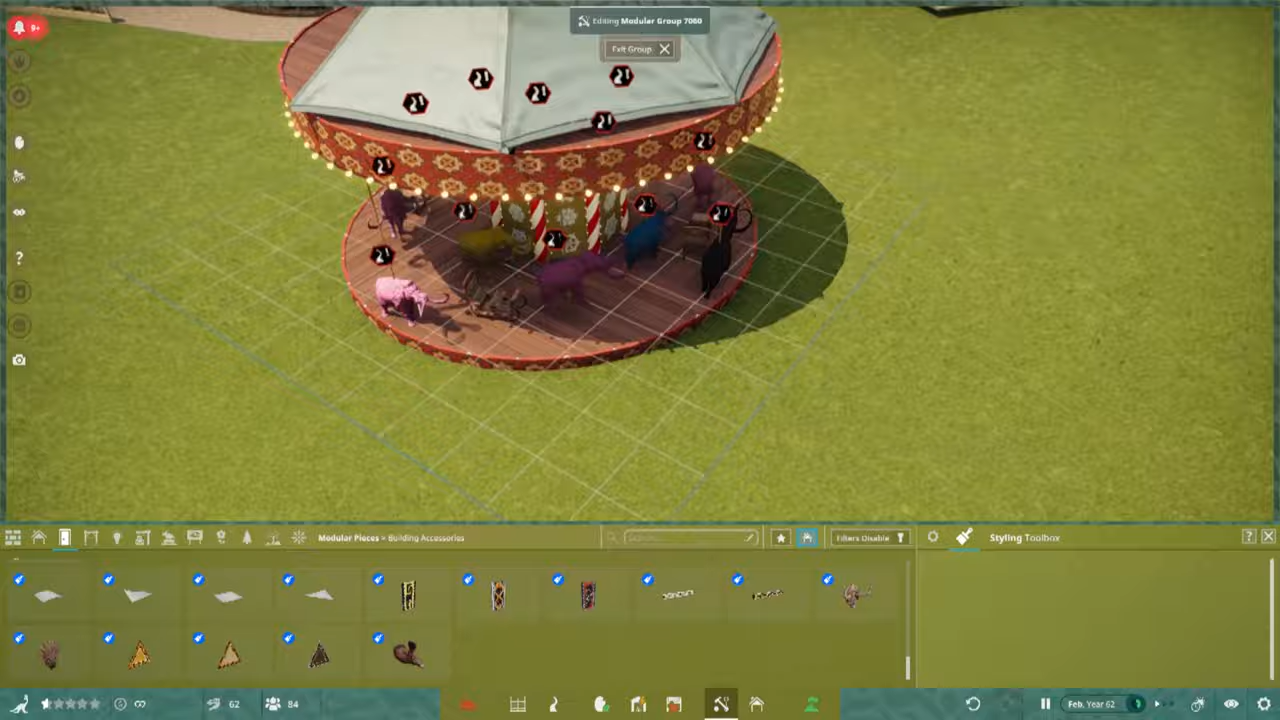 9+
Editing Modular Group 7060
Exit Group
?
Modular Pieces > Building Accessories
Search...
Filters Disable
Styling Toolbox
?
62
84
Feb. Year 62